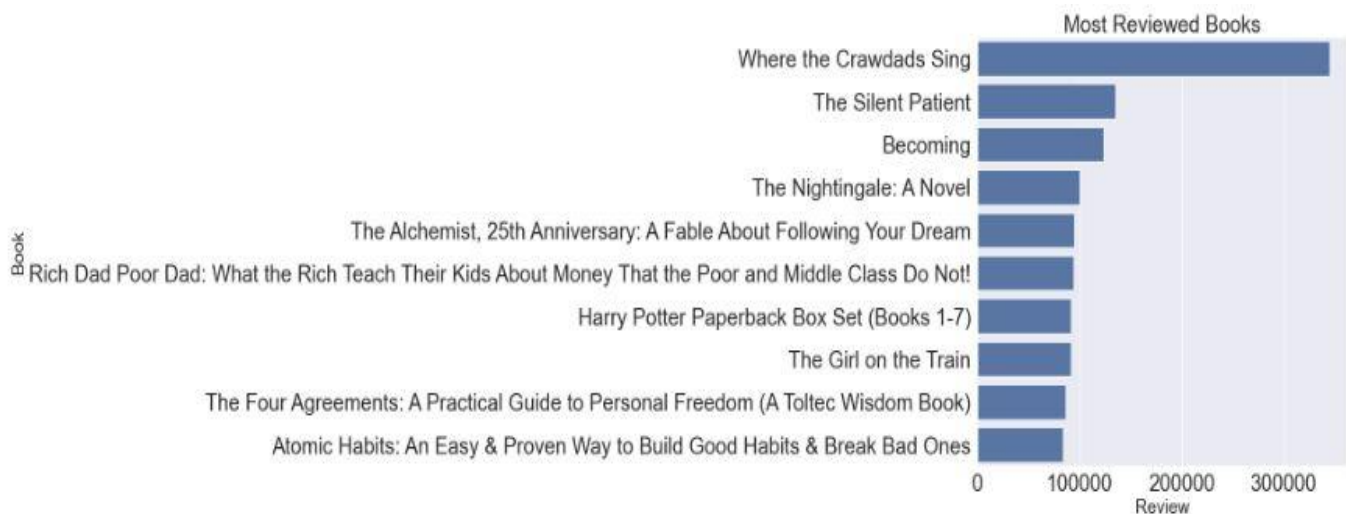 Most Reviewed Books
Where the Crawdads Sing
The Silent Patient
Becoming
The Nightingale: A Novel
The Alchemist, 25th Anniversary: A Fable About Following Your Dream
Rich Dad Poor Dad: What the Rich Teach Their Kids About Money That the Poor and Middle Class Do Not!
Harry Potter Paperback Box Set (Books 1-7)
The Girl on the Train
The Four Agreements: A Practical Guide to Personal Freedom (A Toltec Wisdom Book)
Atomic Habits: An Easy & Proven Way to Build Good Habits & Break Bad Ones
Book
0 100000 200000 300000
Review